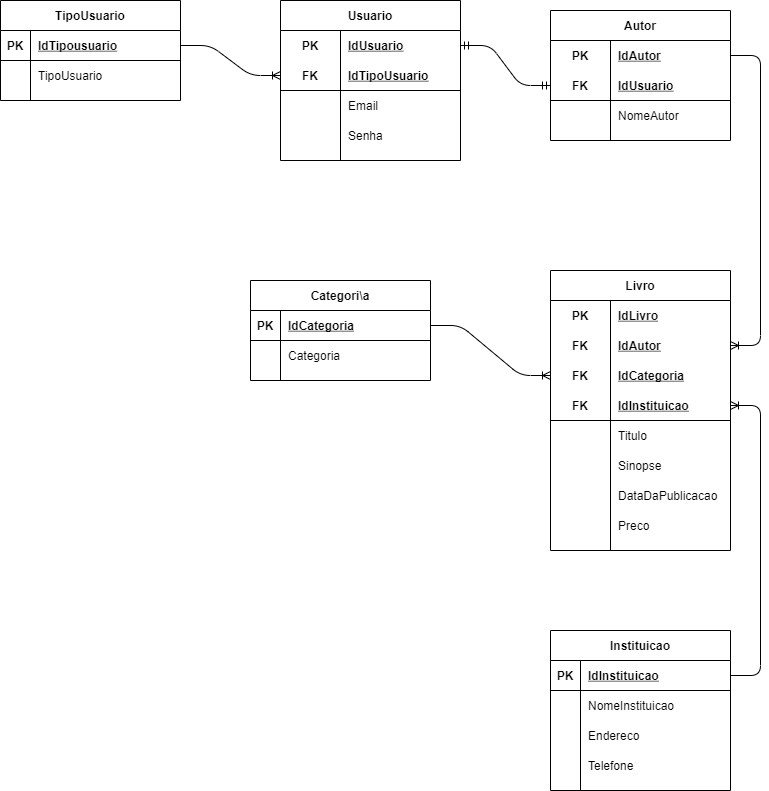 TipoUsuario
PK IdTipousuario
TipoUsuario
Usuario
PK IdUsuario
FK IdTipoUsuario
Email
Senha
Autor
PK IdAutor
FK IdUsuario
NomeAutor
Categori\a
PK IdCategoria
Categoria
Livro
PK IdLivro
FK IdAutor
FK IdCategoria
FK IdInstituicao
Titulo
Sinopse
DataDaPublicacao
Preco
Instituicao
PK IdInstituicao
NomeInstituicao
Endereco
Telefone